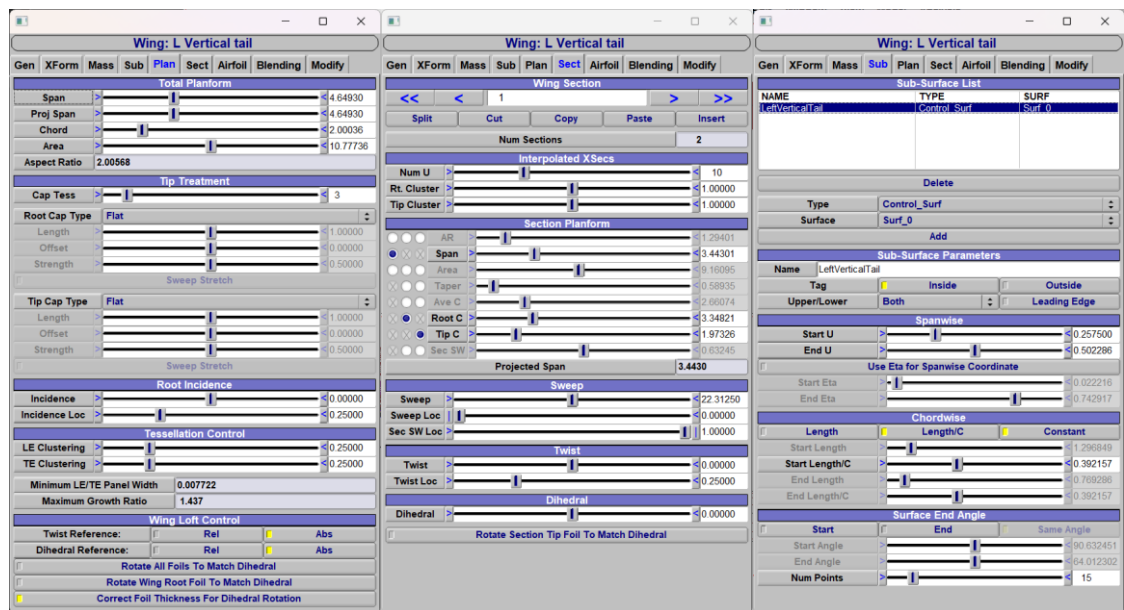 Wing: L Vertical tail
Gen XForm Mass Sub Plan Sect Airfoil Blending Modify
Total Planform
Span > < 4.64930
Proj Span > < 4.64930
Chord > < 2.00036
Area > < 10.77736
Aspect Ratio 2.00568
Tip Treatment
Cap Tess > < 3
Root Cap Type Flat
Length > < 1.00000
Offset > < 0.00000
Strength > < 0.50000
Sweep Stretch
Tip Cap Type Flat
Length > < 1.00000
Offset > < 0.00000
Strength > < 0.50000
Sweep Stretch
Root Incidence
Incidence > < 0.00000
Incidence Loc > < 0.25000
Tessellation Control
LE Clustering > < 0.25000
TE Clustering > < 0.25000
Minimum LE/TE Panel Width 0.007722
Maximum Growth Ratio 1.437
Wing Loft Control
Twist Reference: Rel Abs
Dihedral Reference: Rel Abs
Rotate All Foils To Match Dihedral
Rotate Wing Root Foil To Match Dihedral
Correct Foil Thickness For Dihedral Rotation
Wing: L Vertical tail
Gen XForm Mass Sub Plan Sect Airfoil Blending Modify
Wing Section
<< < 1 > >>
Split Cut Copy Paste Insert
Num Sections 2
Interpolated XSecs
Num U > < 10
Rt. Cluster > < 1.00000
Tip Cluster > < 1.00000
Section Planform
AR > < 1.29401
Span > < 3.44301
Area > < 9.16095
Taper > < 0.58935
Ave C > < 2.66074
Root C > < 3.34821
Tip C > < 1.97326
Sec SW > < 0.63245
Projected Span 3.4430
Sweep
Sweep > < 22.31250
Sweep Loc | < 0.00000
Sec SW Loc > | 1.00000
Twist
Twist > < 0.00000
Twist Loc > < 0.25000
Dihedral
Dihedral > < 0.00000
Rotate Section Tip Foil To Match Dihedral
Wing: L Vertical tail
Gen XForm Mass Sub Plan Sect Airfoil Blending Modify
Sub-Surface List
NAME TYPE SURF
LeftVerticalTail Control_Surf Surf_0
Delete
Type Control_Surf
Surface Surf_0
Add
Sub-Surface Parameters
Name LeftVerticalTail
Tag Inside Outside
Upper/Lower Both Leading Edge
Spanwise
Start U > < 0.257500
End U > < 0.502286
Use Eta for Spanwise Coordinate
Start Eta > < 0.022216
End Eta > < 0.742917
Chordwise
Length Length/C Constant
Start Length > < 1.296849
Start Length/C > < 0.392157
End Length > < 0.769286
End Length/C > < 0.392157
Surface End Angle
Start End Same Angle
Start Angle > < 90.632451
End Angle > < 64.012302
Num Points > < 15